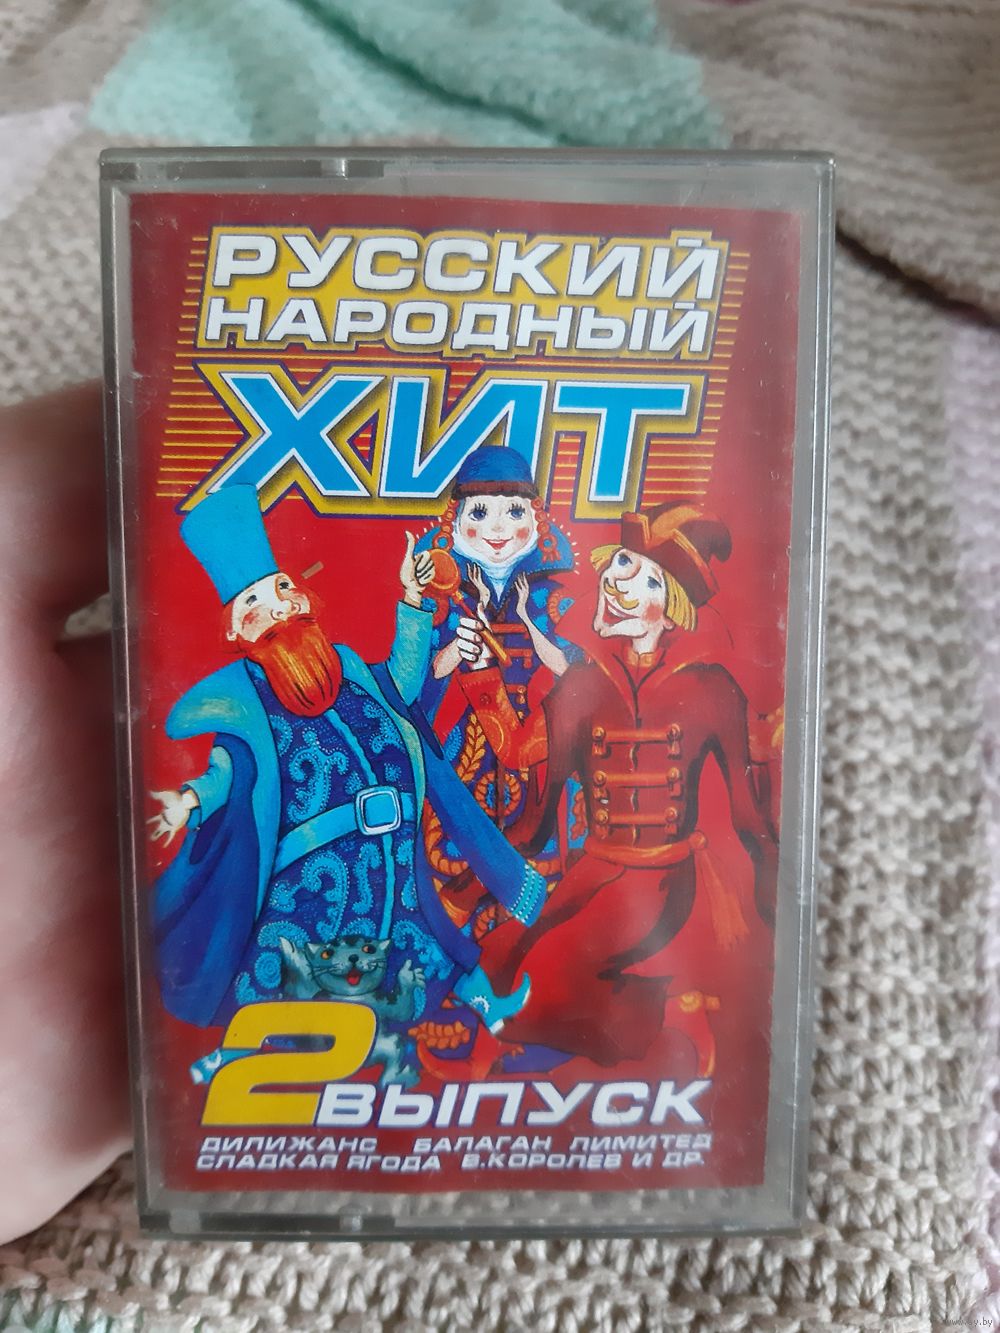 РУССКИЙ
НАРОДНЫЙ
ХИТ
2 ВЫПУСК
ДИЛИЖАНС БАЛАГАН ЛИМИТЕД
СЛАДКАЯ ЯГОДА В.КОРОЛЕВ И ДР.